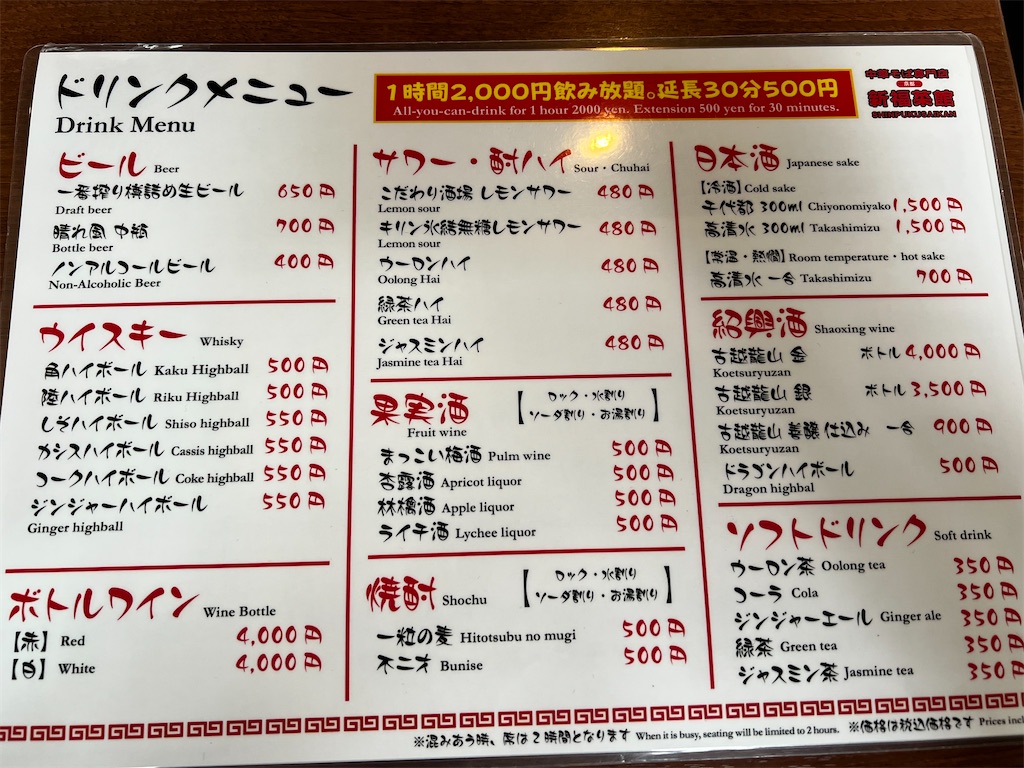 ドリンクメニュー
Drink Menu
1時間2,000円飲み放題。延長30分500円
All-you-can-drink for 1 hour 2000 yen. Extension 500 yen for 30 minutes.
中華そば専門店
京都
新福菜館
SHINPUKUSAIKAN
ビール Beer
一番搾り樽詰め生ビール 650円
Draft beer
晴れ風 中瓶 700円
Bottle beer
ノンアルコールビール 400円
Non-Alcoholic Beer
ウイスキー Whisky
角ハイボール Kaku Highball 500円
陸ハイボール Riku Highball 500円
しそハイボール Shiso highball 550円
カシスハイボール Cassis highball 550円
コークハイボール Coke highball 550円
ジンジャーハイボール 550円
Ginger highball
ボトルワイン Wine Bottle
【赤】 Red 4,000円
【白】 White 4,000円
サワー・酎ハイ Sour・Chuhai
こだわり酒場 レモンサワー 480円
Lemon sour
キリン氷結無糖レモンサワー 480円
Lemon sour
ウーロンハイ 480円
Oolong Hai
緑茶ハイ 480円
Green tea Hai
ジャスミンハイ 480円
Jasmine tea Hai
果実酒 【ロック・水割り
ソーダ割り・お湯割り】
Fruit wine
まっこい梅酒 Pulm wine 500円
杏露酒 Apricot liquor 500円
林檎酒 Apple liquor 500円
ライチ酒 Lychee liquor 500円
焼酎 Shochu 【ロック・水割り
ソーダ割り・お湯割り】
一粒の麦 Hitotsubu no mugi 500円
不二才 Bunise 500円
日本酒 Japanese sake
【冷酒】Cold sake
千代都 300ml Chiyonomiyako 1,500円
高清水 300ml Takashimizu 1,500円
【常温・熱燗】Room temperature・hot sake
高清水 一合 Takashimizu 700円
紹興酒 Shaoxing wine
古越龍山 金 ボトル 4,000円
Koetsuryuzan
古越龍山 銀 ボトル 3,500円
Koetsuryuzan
古越龍山 善醸仕込み 一合 900円
Koetsuryuzan
ドラゴンハイボール 500円
Dragon highbal
ソフトドリンク Soft drink
ウーロン茶 Oolong tea 350円
コーラ Cola 350円
ジンジャーエール Ginger ale 350円
緑茶 Green tea 350円
ジャスミン茶 Jasmine tea 350円
※混みあう時、席は2時間となります When it is busy, seating will be limited to 2 hours. ※価格は税込価格です Prices incl